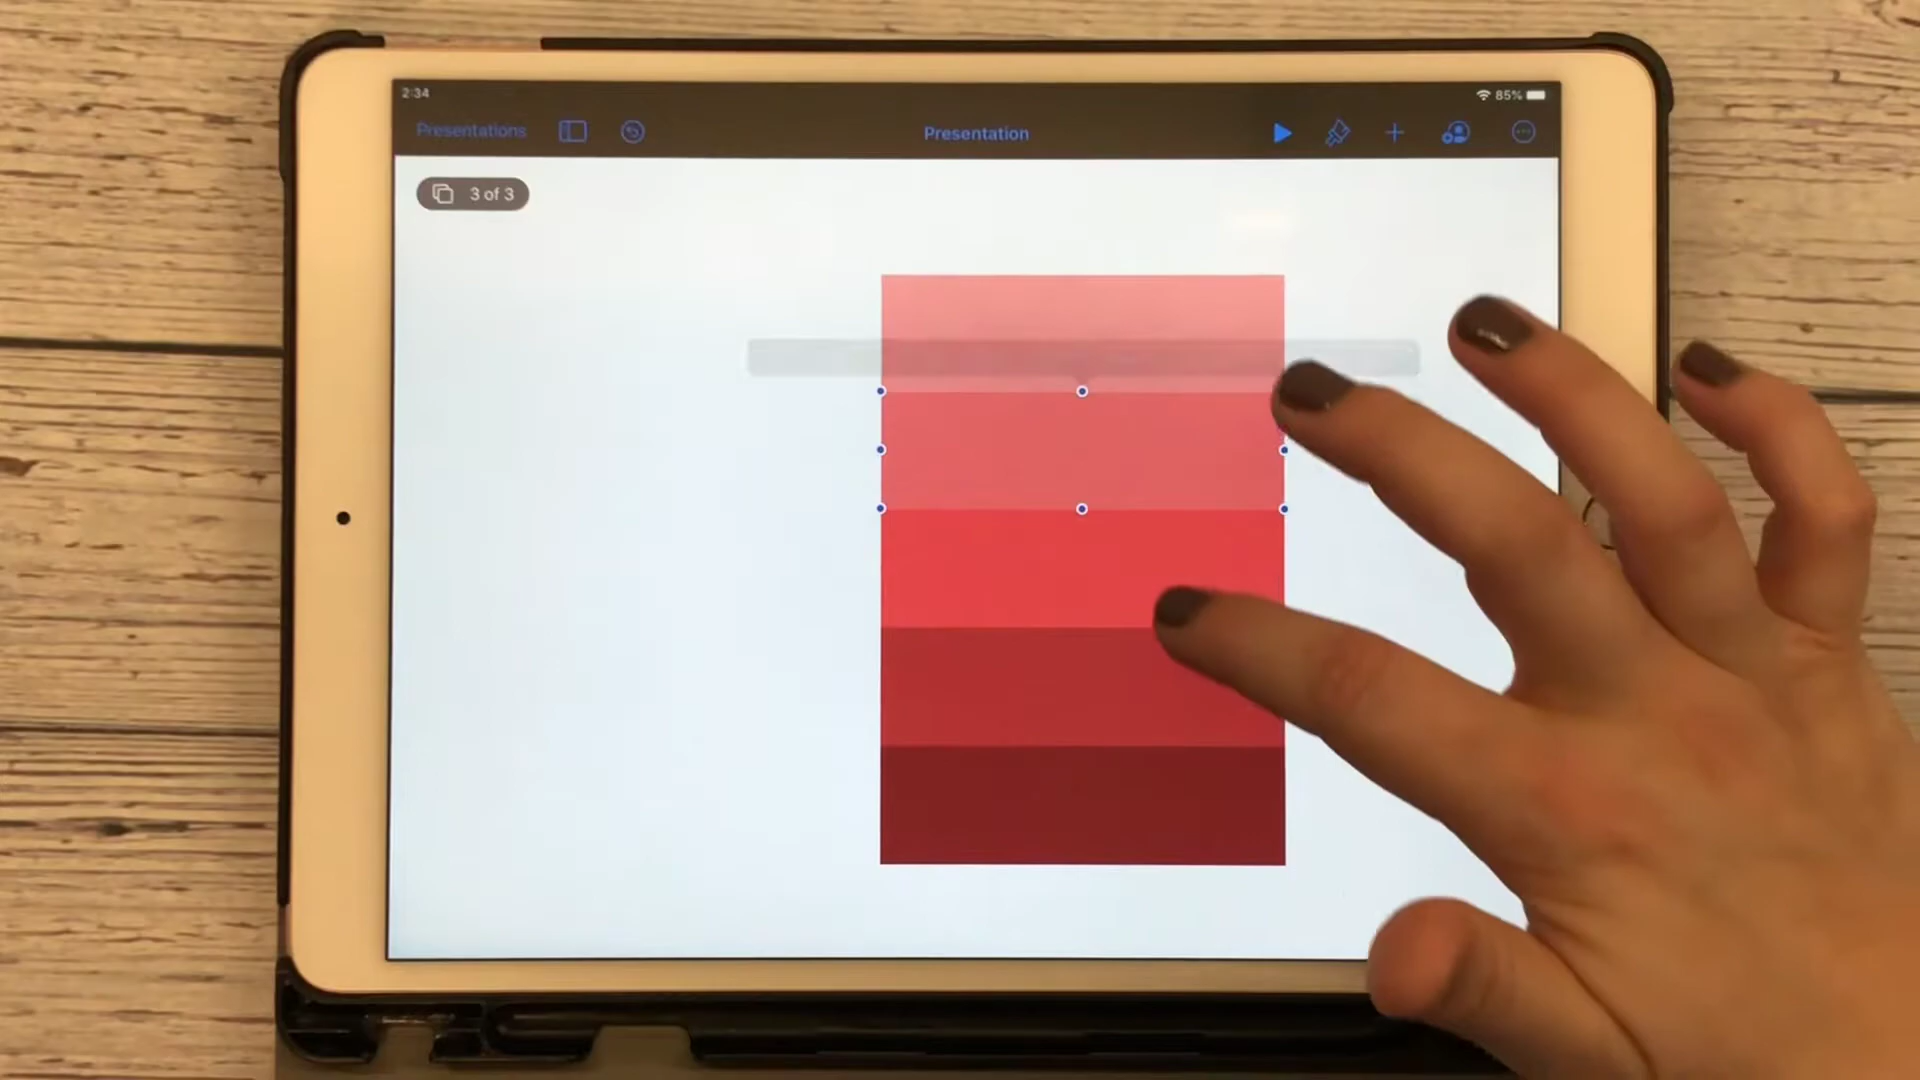 2:34
85%
Presentations
Presentation
3 of 3